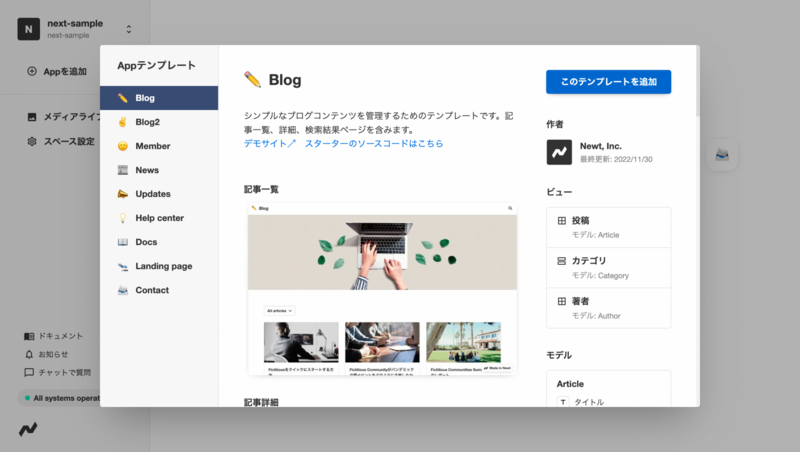 N
next-sample
next-sample
Appを追加
メディアライブ
スペース設定
ドキュメント
お知らせ
チャットで質問
All systems operat
Appテンプレート
Blog
Blog2
Member
News
Updates
Help center
Docs
Landing page
Contact
Blog
シンプルなブログコンテンツを管理するためのテンプレートです。記
事一覧、詳細、検索結果ページを含みます。
デモサイト↗ スターターのソースコードはこちら
記事一覧
Blog
All articles
Fictitiousをクイックにスタートする方
Fictitious Communityがパンデミック
Fictitious Communities Sum
Made in Newt
記事詳細
このテンプレートを追加
作者
Newt, Inc.
最終更新: 2022/11/30
ビュー
投稿
モデル: Article
カテゴリ
モデル: Category
著者
モデル: Author
モデル
Article
T タイトル